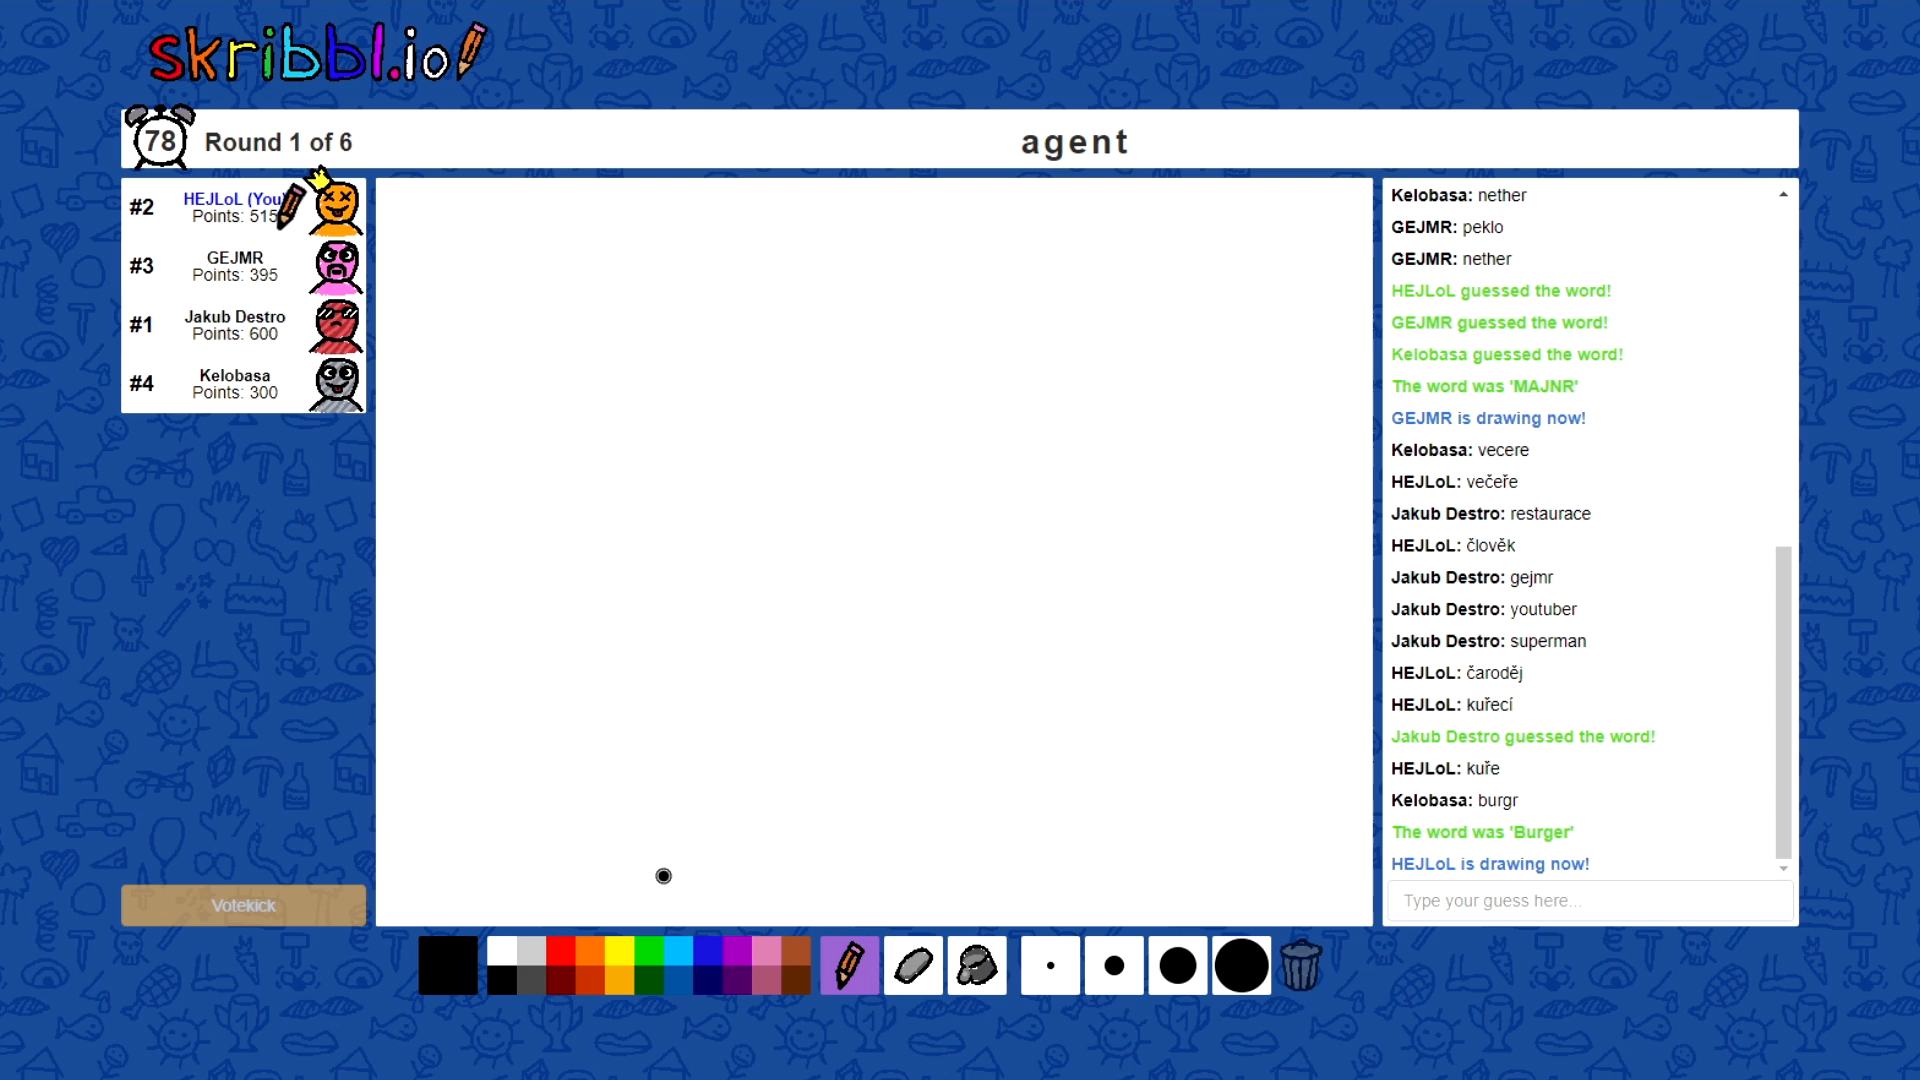 skribbl.io
78
Round 1 of 6
agent
#2
HEJLoL (You)
Points: 515
#3
GEJMR
Points: 395
#1
Jakub Destro
Points: 600
#4
Kelobasa
Points: 300
Votekick
Kelobasa: nether
GEJMR: peklo
GEJMR: nether
HEJLoL guessed the word!
GEJMR guessed the word!
Kelobasa guessed the word!
The word was 'MAJNR'
GEJMR is drawing now!
Kelobasa: vecere
HEJLoL: večeře
Jakub Destro: restaurace
HEJLoL: člověk
Jakub Destro: gejmr
Jakub Destro: youtuber
Jakub Destro: superman
HEJLoL: čaroděj
HEJLoL: kuřecí
Jakub Destro guessed the word!
HEJLoL: kuře
Kelobasa: burgr
The word was 'Burger'
HEJLoL is drawing now!
Type your guess here...